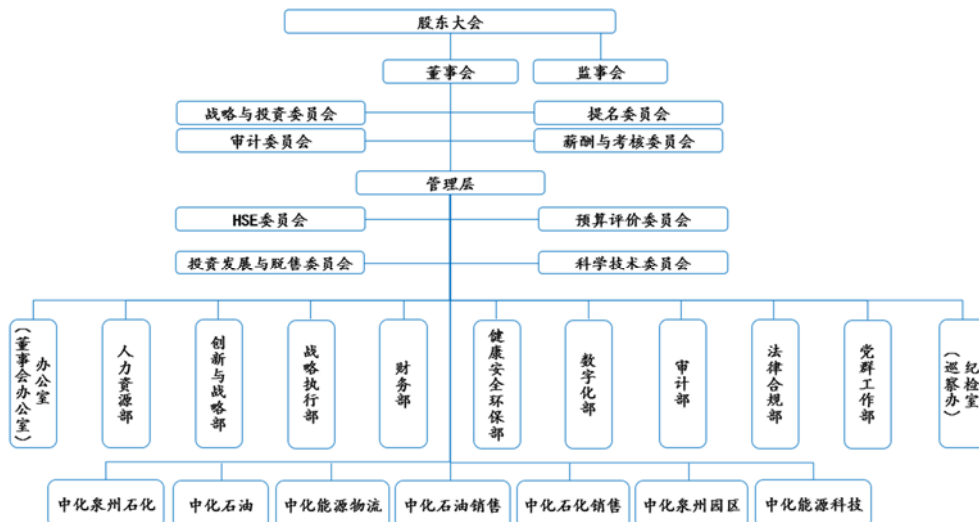 股东大会
董事会
监事会
战略与投资委员会
提名委员会
审计委员会
薪酬与考核委员会
管理层
HSE委员会
预算评价委员会
投资发展与脱售委员会
科学技术委员会
办公室
(董事会办公室)
人力资源部
创新与战略部
战略执行部
财务部
健康安全环保部
数字化部
审计部
法律合规部
党群工作部
纪检室
(巡察办)
中化泉州石化
中化石油
中化能源物流
中化石油销售
中化石化销售
中化泉州园区
中化能源科技